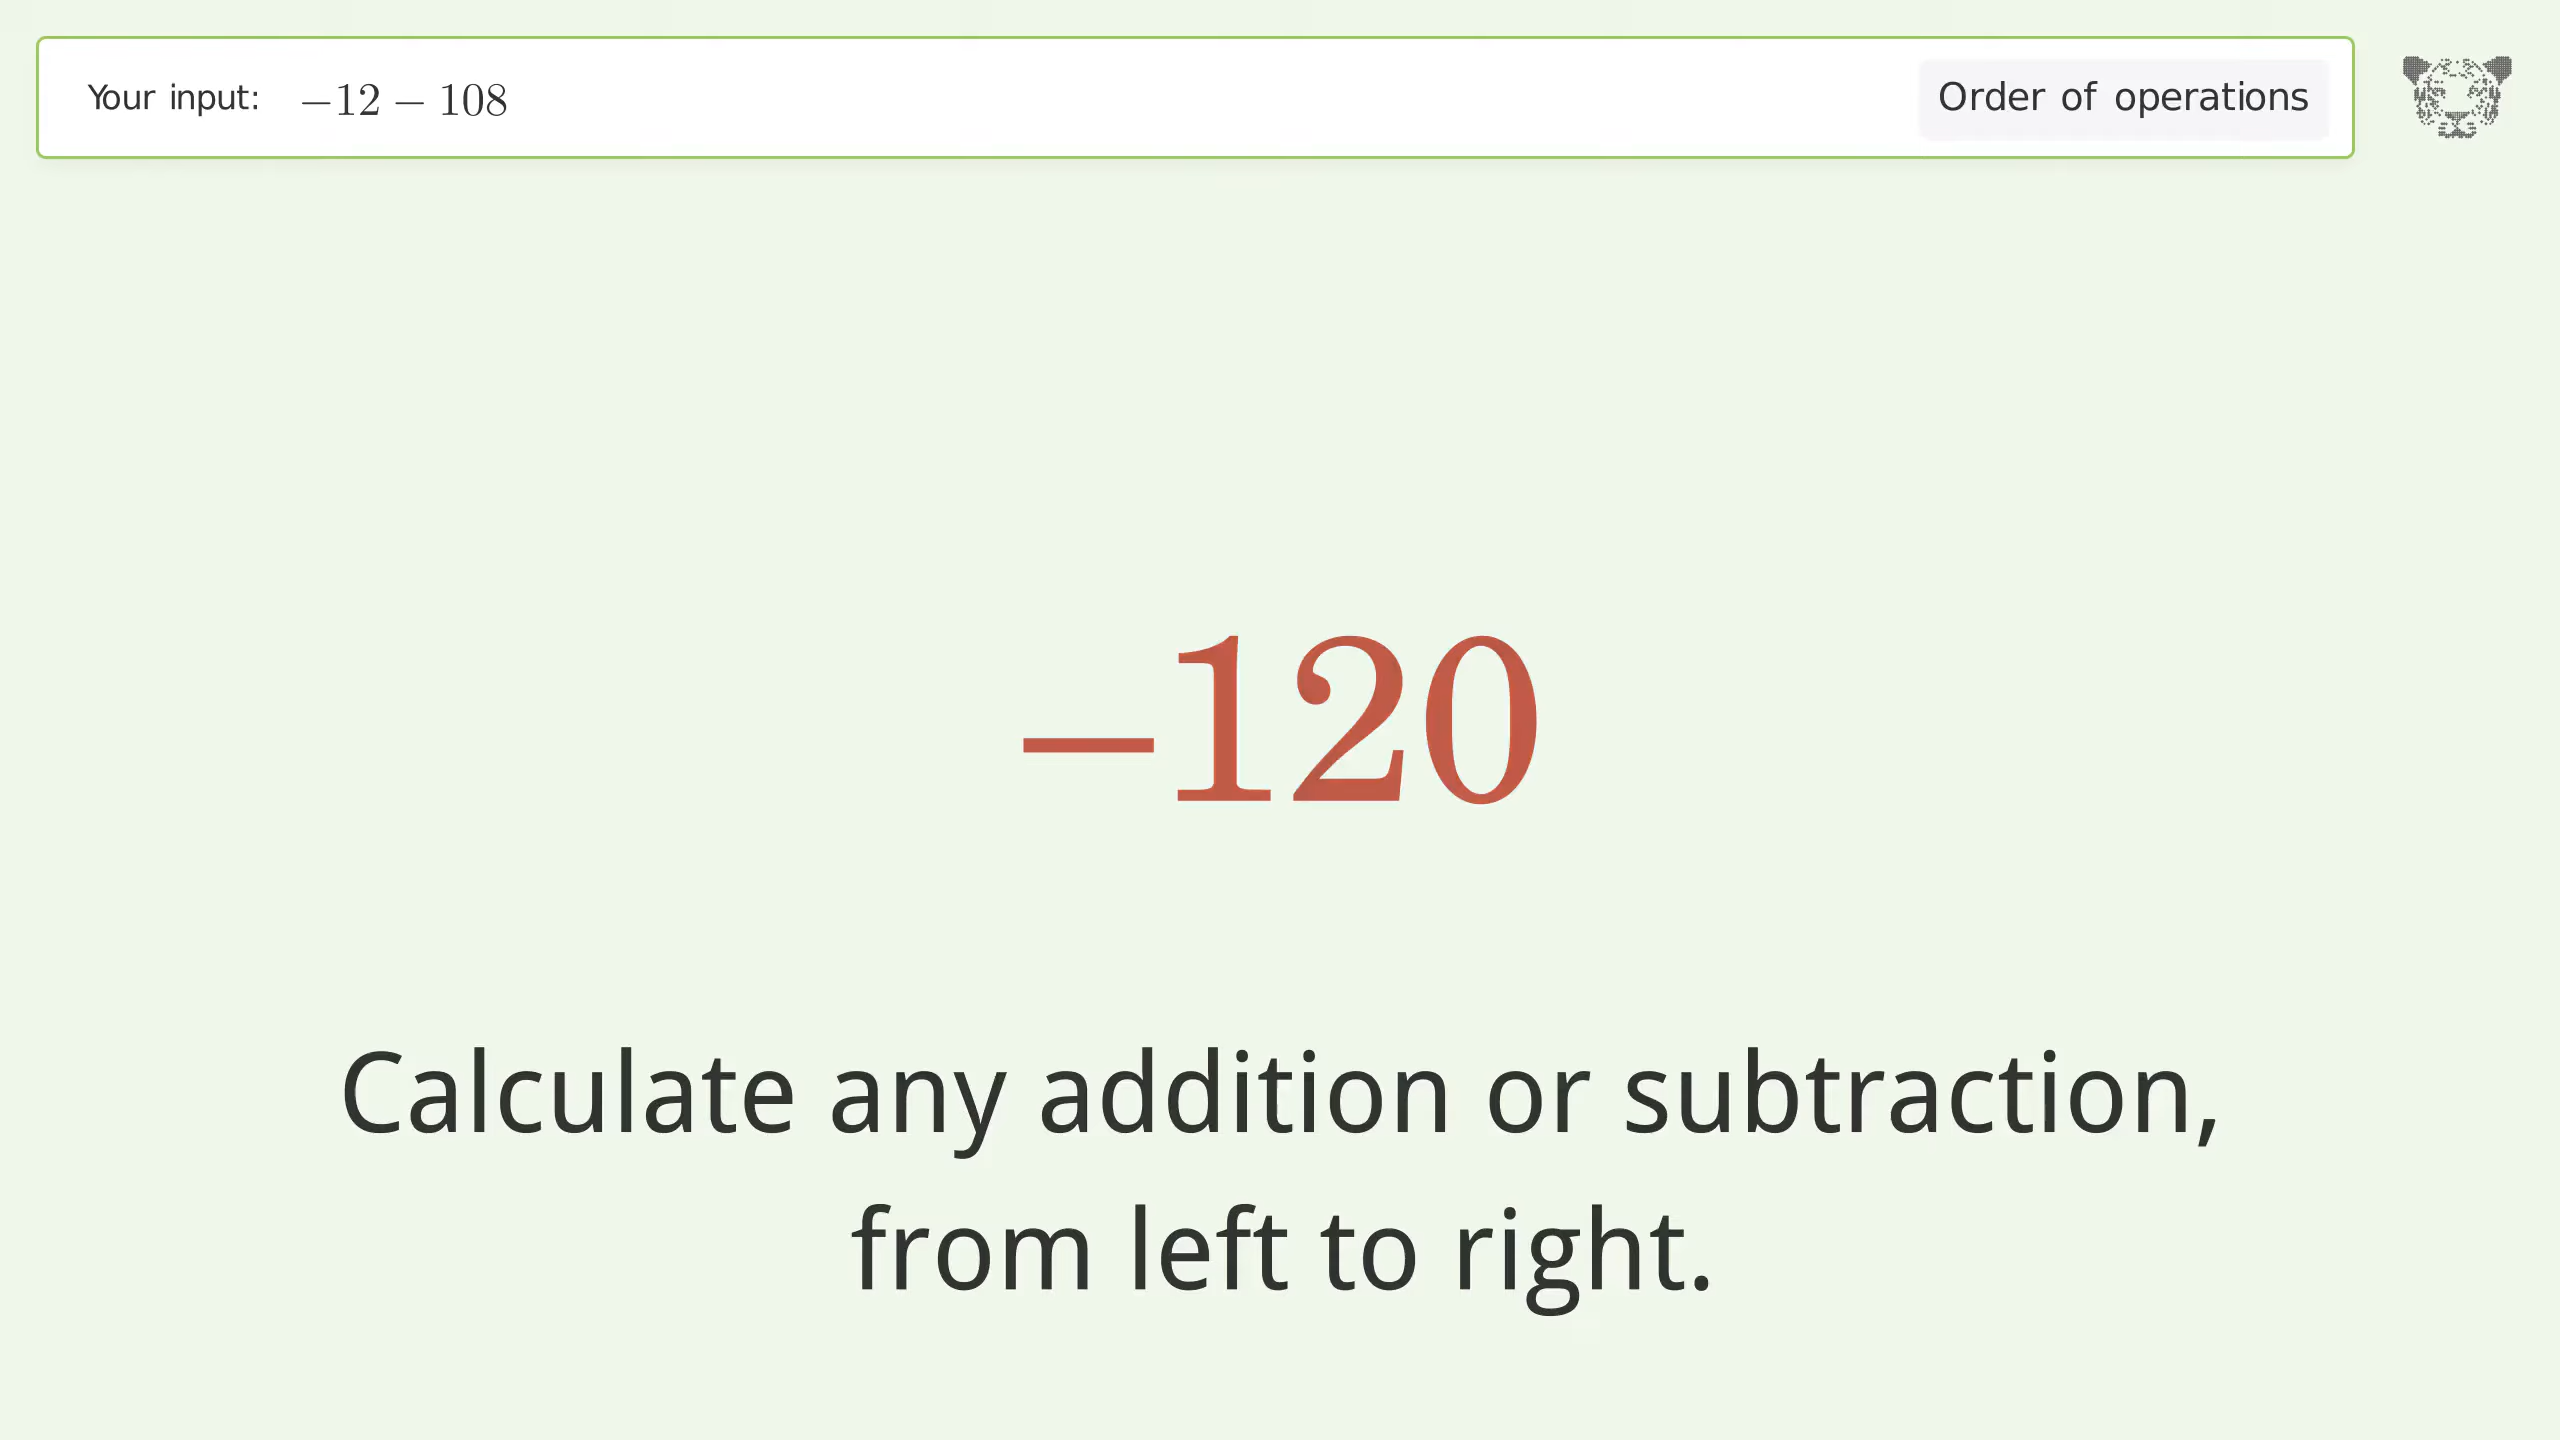 Your input: −12 − 108
Order of operations
−120
Calculate any addition or subtraction,
from left to right.